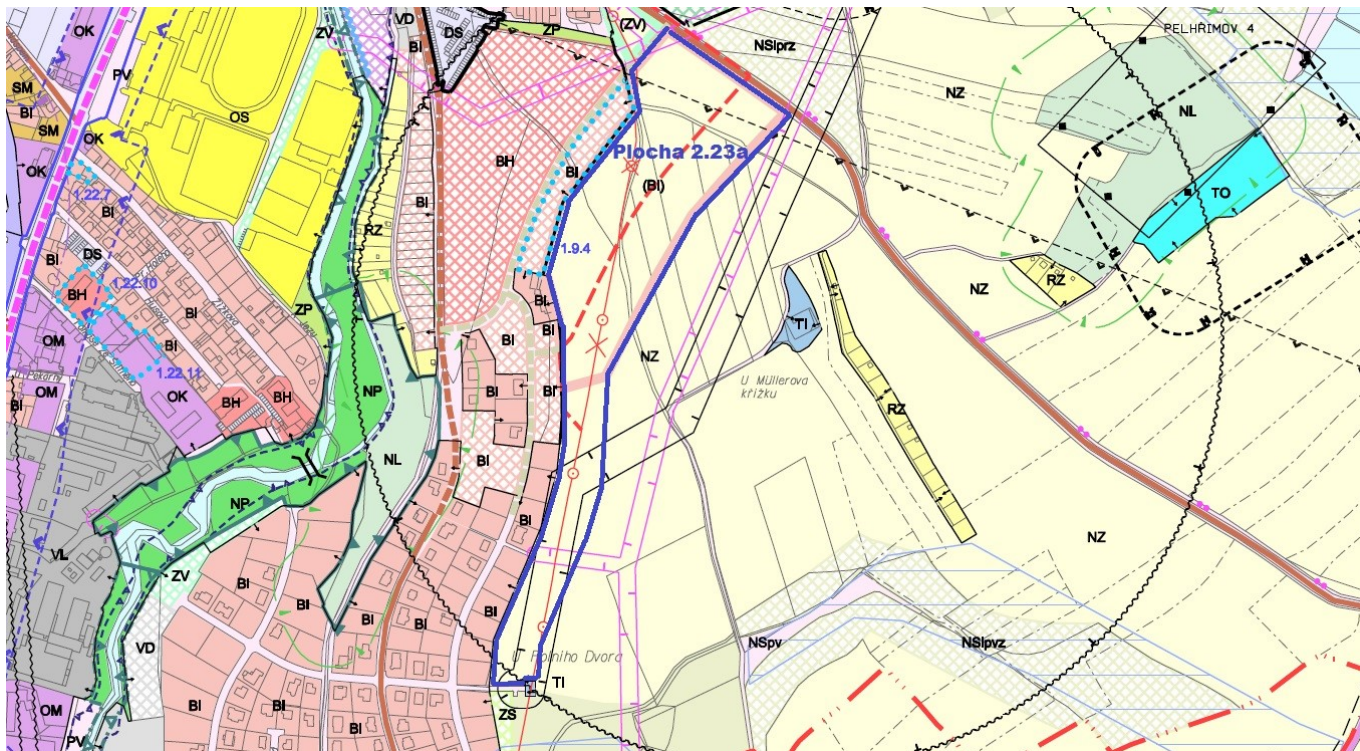 OK
VD
BI
DS
ZP
(ZV)
NSlprz
PELHŘIMOV 4
ZV
PV
SM
BI
SM
OK
OS
NZ
NL
BH
BI
Plocha 2.23a
(BI)
OK
1.22.7
BI
BI
RZ
TO
DS
BI
1.9.4
1.22.10
BH
Žižkova
BI
NZ
RZ
BI
ZP
BI
TI
OM
BI
NZ
BI
BI
U Müllerova
křížku
1.22.11
OM
OK
BH
BH
NP
BI
BI
RZ
NL
BI
NP
BI
NZ
VL
ZV
BI
BI
BI
BI
VD
NSpv
NSlpvz
U Polního Dvora
TI
OM
BI
BI
BI
BI
ZS
PV